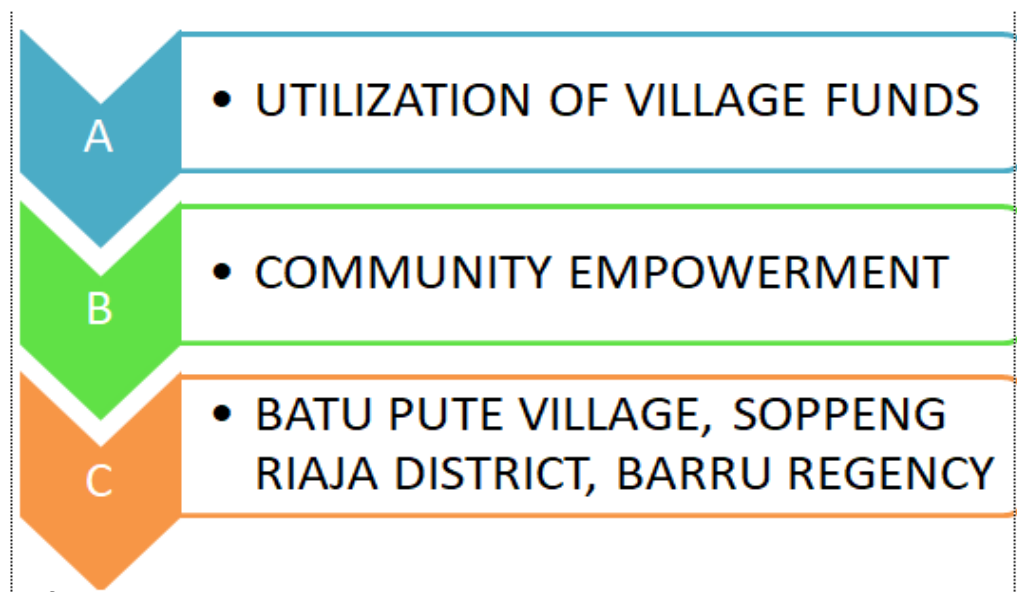 A
• UTILIZATION OF VILLAGE FUNDS
B
• COMMUNITY EMPOWERMENT
C
• BATU PUTE VILLAGE, SOPPENG
RIAJA DISTRICT, BARRU REGENCY